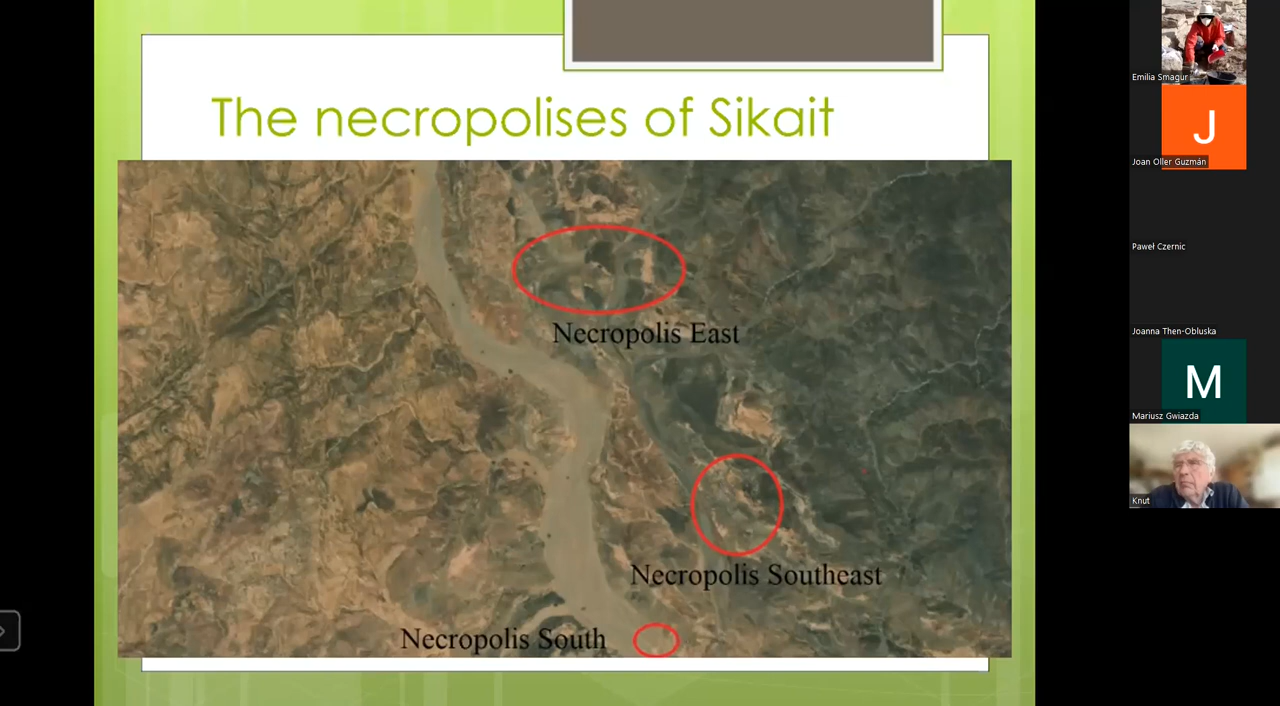 The necropolises of Sikait
Necropolis East
Necropolis Southeast
Necropolis South
Emilia Smagur
J
Joan Oller Guzmán
Paweł Czernic
Joanna Then-Obluska
M
Mariusz Gwiazda
Knut